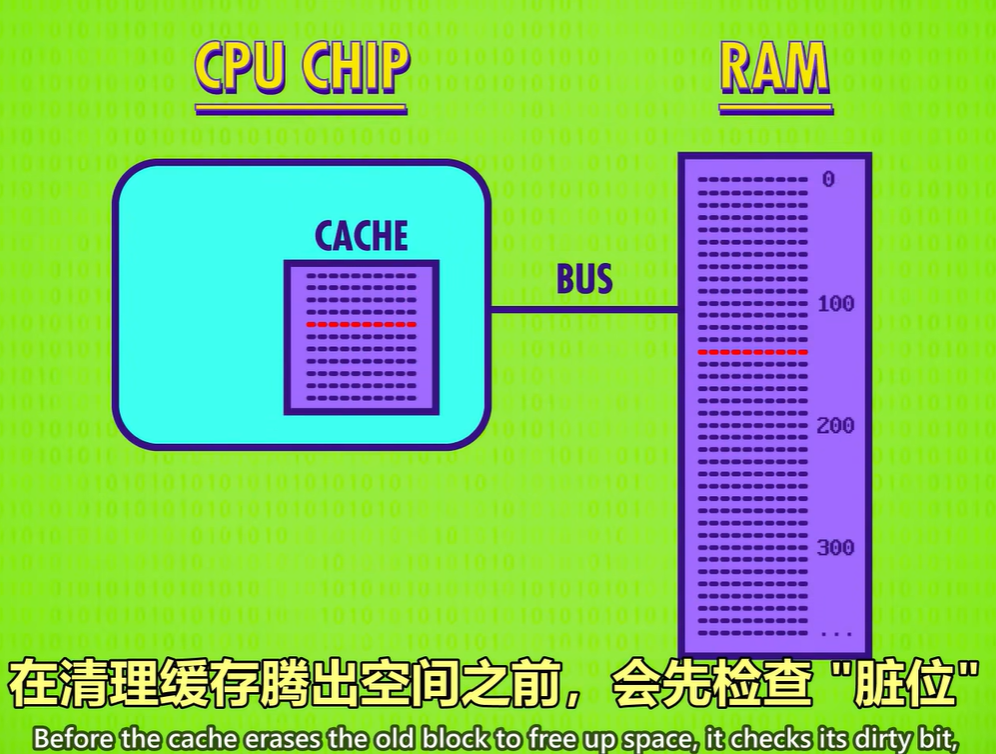 CPU CHIP
RAM
CACHE
BUS
0
100
200
300
...
在清理缓存腾出空间之前，会先检查 "脏位"
Before the cache erases the old block to free up space, it checks its dirty bit,